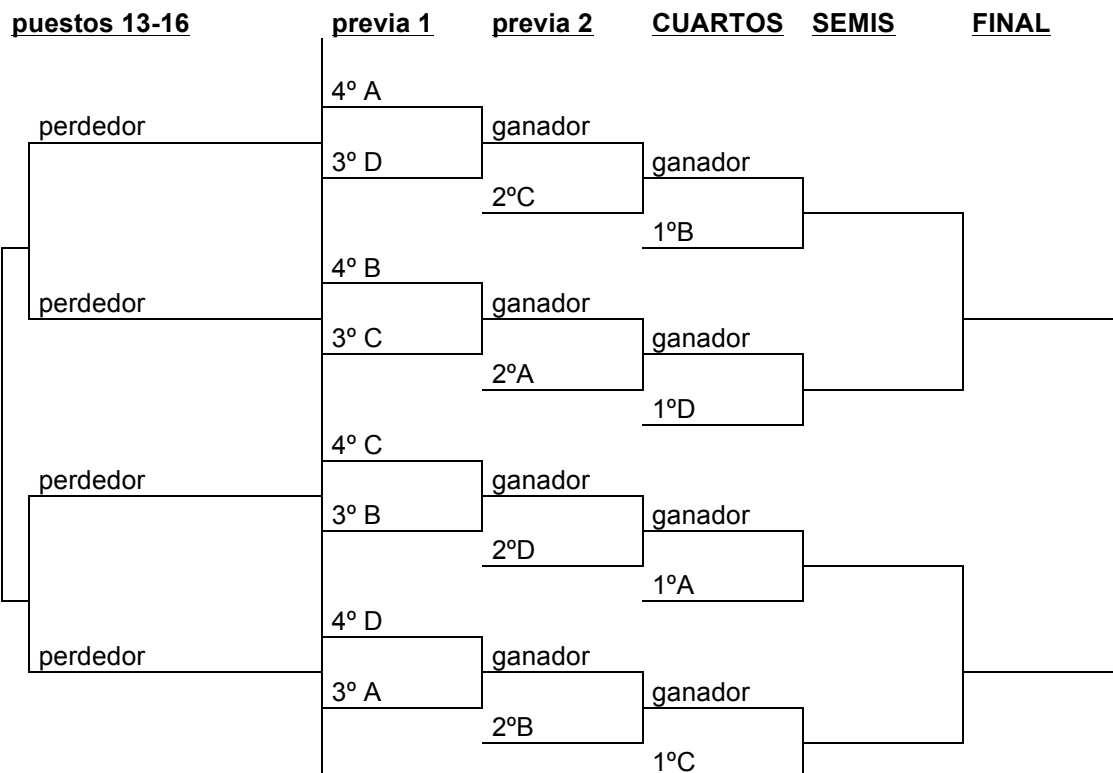 puestos 13-16 previa 1 previa 2 CUARTOS SEMIS FINAL
4º A
perdedor ganador
3º D ganador
2ºC
1ºB
4º B
perdedor ganador
3º C ganador
2ºA
1ºD
4º C
perdedor ganador
3º B ganador
2ºD
1ºA
4º D
perdedor ganador
3º A ganador
2ºB
1ºC